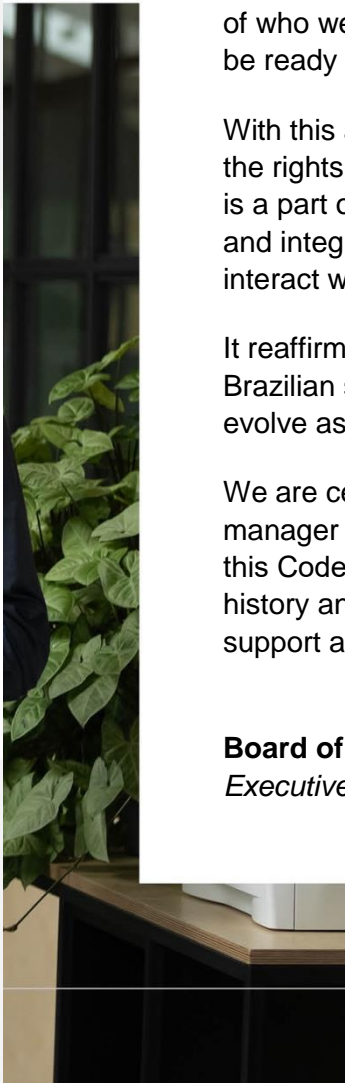 of who we
be ready
With this
the rights
is a part o
and integ
interact w
It reaffirm
Brazilian
evolve as
We are ce
manager
this Code
history an
support a
Board of
Executive